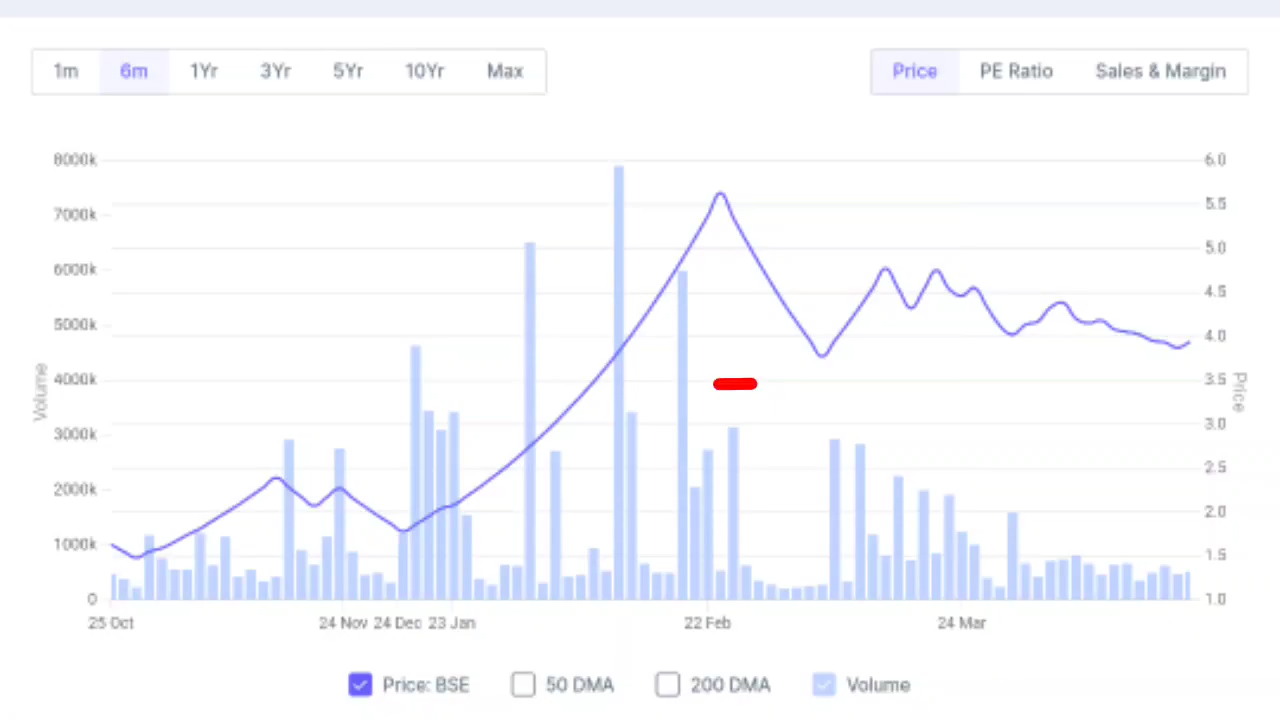 1m 6m 1Yr 3Yr 5Yr 10Yr Max Price PE Ratio Sales & Margin
8000k 6.0
7000k 5.5
6000k 5.0
5000k 4.5
4000k 4.0
3000k 3.5
2000k 3.0
1000k 2.5
0 2.0
1.5
1.0
Volume
Price
25 Oct 24 Nov 24 Dec 23 Jan 22 Feb 24 Mar
Price: BSE 50 DMA 200 DMA Volume